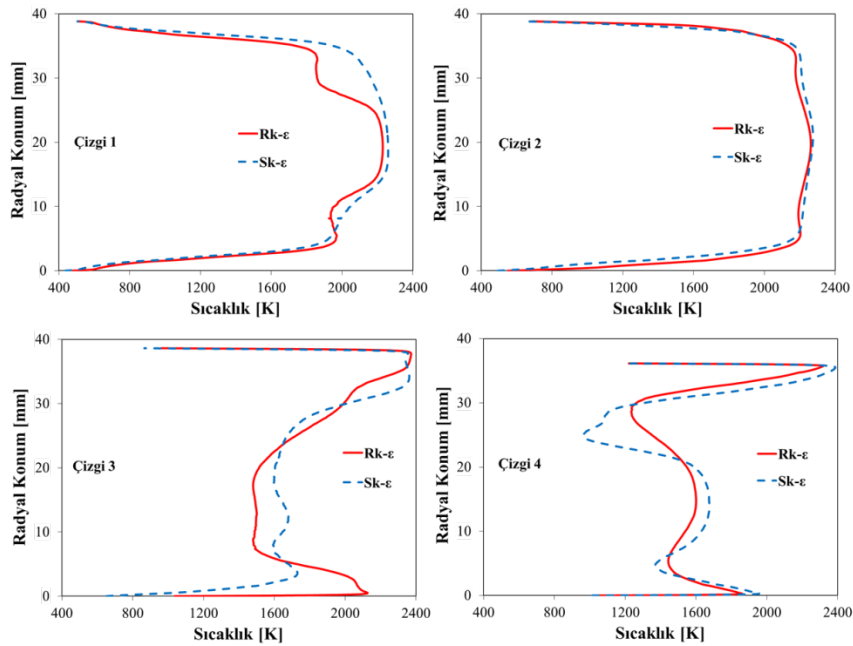 40
30
20
10
0
Radyal Konum [mm]
Çizgi 1
Rk-ε
Sk-ε
400 800 1200 1600 2000 2400
Sıcaklık [K]
40
30
20
10
0
Radyal Konum [mm]
Çizgi 2
Rk-ε
Sk-ε
400 800 1200 1600 2000 2400
Sıcaklık [K]
40
30
20
10
0
Radyal Konum [mm]
Çizgi 3
Rk-ε
Sk-ε
400 800 1200 1600 2000 2400
Sıcaklık [K]
40
30
20
10
0
Radyal Konum [mm]
Çizgi 4
Rk-ε
Sk-ε
400 800 1200 1600 2000 2400
Sıcaklık [K]